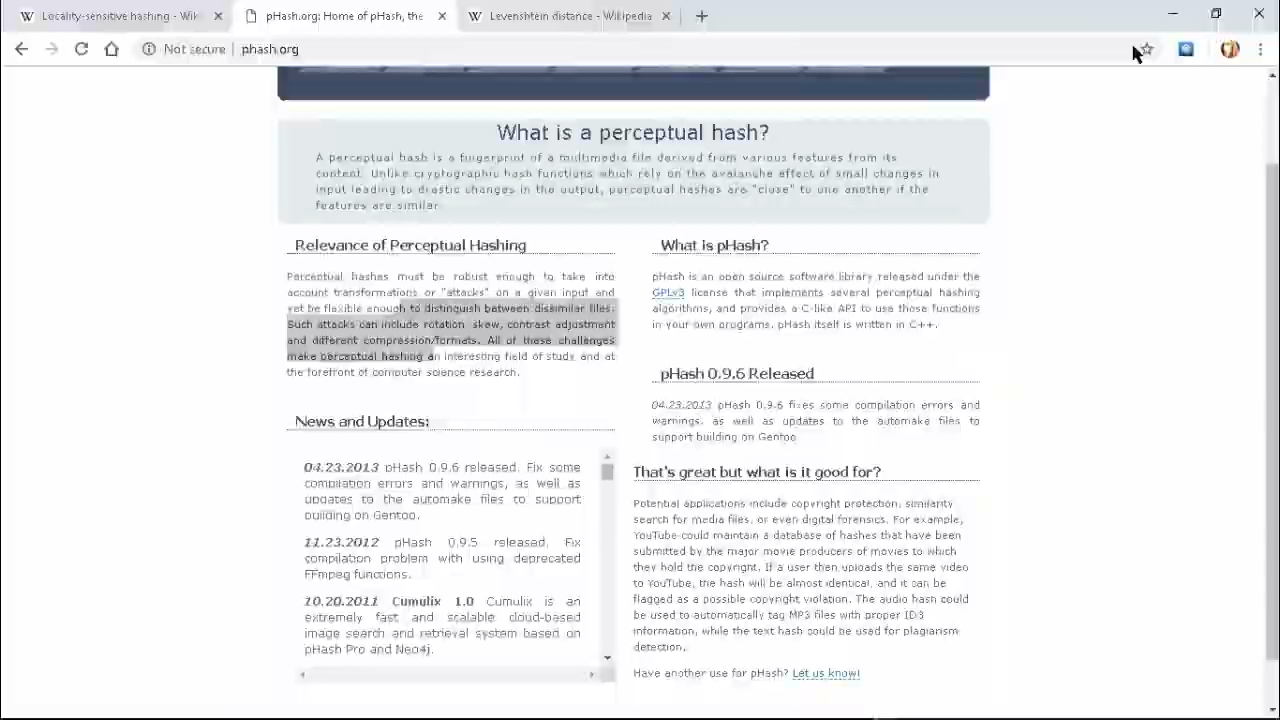 Locality-sensitive hashing - Wik
pHash.org: Home of pHash, the
Levenshtein distance - Wikipedia
Not secure | phash.org
What is a perceptual hash?
A perceptual hash is a fingerprint of a multimedia file derived from various features from its
content. Unlike cryptographic hash functions which rely on the avalanche effect of small changes in
input leading to drastic changes in the output, perceptual hashes are "close" to one another if the
features are similar.
Relevance of Perceptual Hashing
Perceptual hashes must be robust enough to take into
account transformations or "attacks" on a given input and
yet be flexible enough to distinguish between dissimilar files.
Such attacks can include rotation, skew, contrast adjustment
and different compression/formats. All of these challenges
make perceptual hashing an interesting field of study and at
the forefront of computer science research.
News and Updates:
04.23.2013 pHash 0.9.6 released. Fix some
compilation errors and warnings, as well as
updates to the automake files to support
building on Gentoo.
11.23.2012 pHash 0.9.5 released. Fix
compilation problem with using deprecated
FFmpeg functions.
10.20.2011 Cumulix 1.0 Cumulix is an
extremely fast and scalable cloud-based
image search and retrieval system based on
pHash Pro and Neo4j.
What is pHash?
pHash is an open source software library released under the
GPLv3 license that implements several perceptual hashing
algorithms, and provides a C-like API to use those functions
in your own programs. pHash itself is written in C++.
pHash 0.9.6 Released
04.23.2013 pHash 0.9.6 fixes some compilation errors and
warnings, as well as updates to the automake files to
support building on Gentoo
That's great but what is it good for?
Potential applications include copyright protection, similarity
search for media files, or even digital forensics. For example,
YouTube could maintain a database of hashes that have been
submitted by the major movie producers of movies to which
they hold the copyright. If a user then uploads the same video
to YouTube, the hash will be almost identical, and it can be
flagged as a possible copyright violation. The audio hash could
be used to automatically tag MP3 files with proper ID3
information, while the text hash could be used for plagiarism
detection.
Have another use for pHash? Let us know!